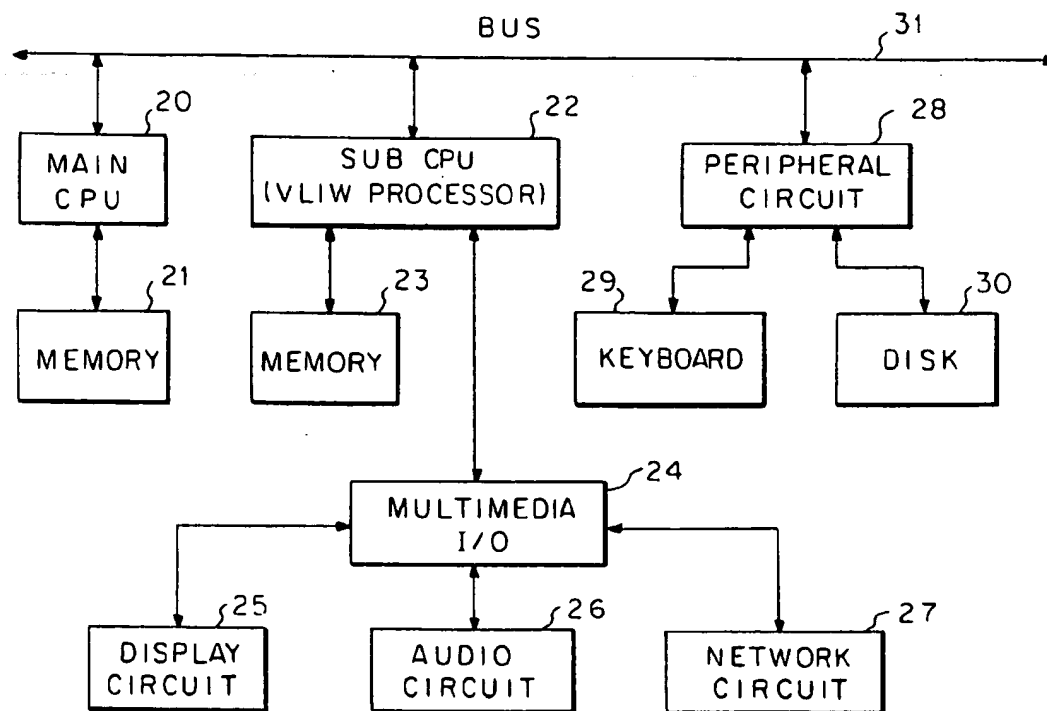 BUS
31
20
22
28
MAIN
CPU
SUB CPU
(VLIW PROCESSOR)
PERIPHERAL
CIRCUIT
21
23
29
30
MEMORY
MEMORY
KEYBOARD
DISK
24
MULTIMEDIA
I/O
25
26
27
DISPLAY
CIRCUIT
AUDIO
CIRCUIT
NETWORK
CIRCUIT